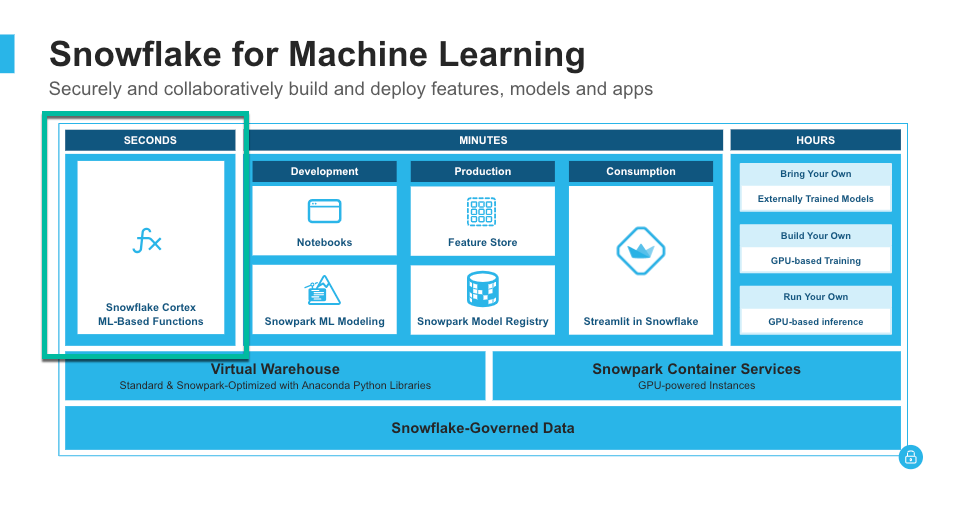 Snowflake for Machine Learning
Securely and collaboratively build and deploy features, models and apps
SECONDS
fx
Snowflake Cortex
ML-Based Functions
MINUTES
Development
Notebooks
Snowpark ML Modeling
Production
Feature Store
Snowpark Model Registry
Consumption
Streamlit in Snowflake
HOURS
Bring Your Own
Externally Trained Models
Build Your Own
GPU-based Training
Run Your Own
GPU-based inference
Virtual Warehouse
Standard & Snowpark-Optimized with Anaconda Python Libraries
Snowpark Container Services
GPU-powered Instances
Snowflake-Governed Data